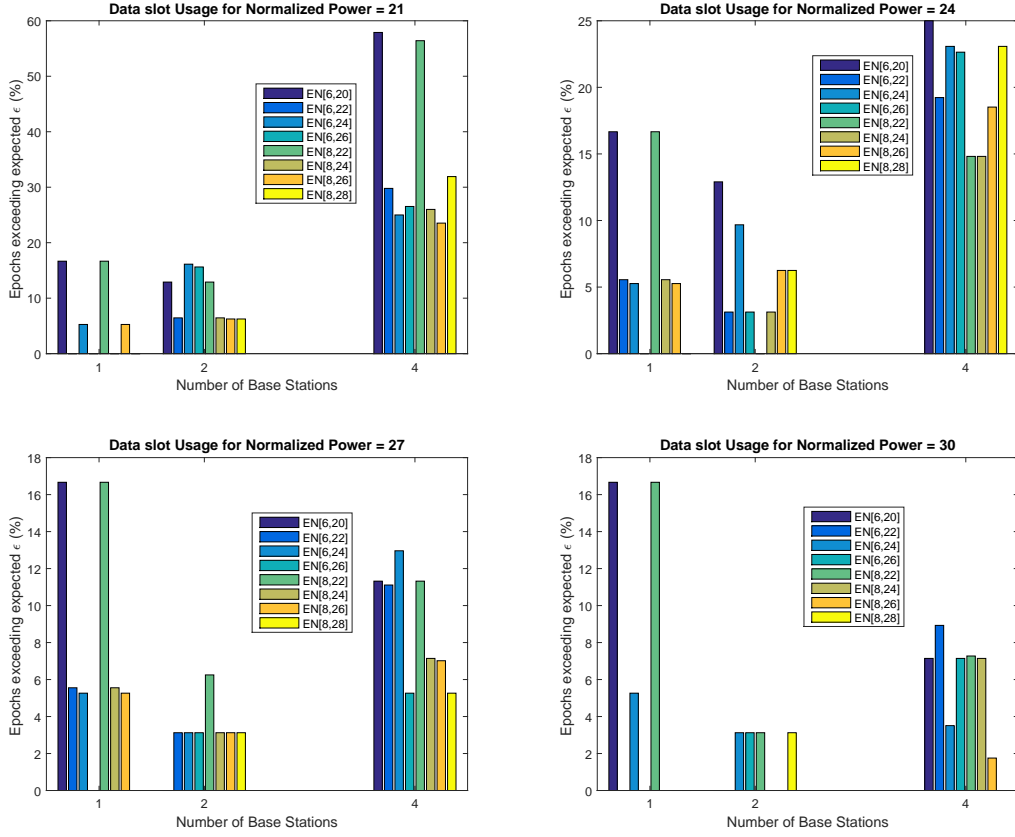 Data slot Usage for Normalized Power = 21
Epochs exceeding expected ϵ (%)
60
50
40
30
20
10
0
EN[6,20]
EN[6,22]
EN[6,24]
EN[6,26]
EN[8,22]
EN[8,24]
EN[8,26]
EN[8,28]
1 2 4
Number of Base Stations
Data slot Usage for Normalized Power = 24
Epochs exceeding expected ϵ (%)
25
20
15
10
5
0
EN[6,20]
EN[6,22]
EN[6,24]
EN[6,26]
EN[8,22]
EN[8,24]
EN[8,26]
EN[8,28]
1 2 4
Number of Base Stations
Data slot Usage for Normalized Power = 27
Epochs exceeding expected ϵ (%)
18
16
14
12
10
8
6
4
2
0
EN[6,20]
EN[6,22]
EN[6,24]
EN[6,26]
EN[8,22]
EN[8,24]
EN[8,26]
EN[8,28]
1 2 4
Number of Base Stations
Data slot Usage for Normalized Power = 30
Epochs exceeding expected ϵ (%)
18
16
14
12
10
8
6
4
2
0
EN[6,20]
EN[6,22]
EN[6,24]
EN[6,26]
EN[8,22]
EN[8,24]
EN[8,26]
EN[8,28]
1 2 4
Number of Base Stations